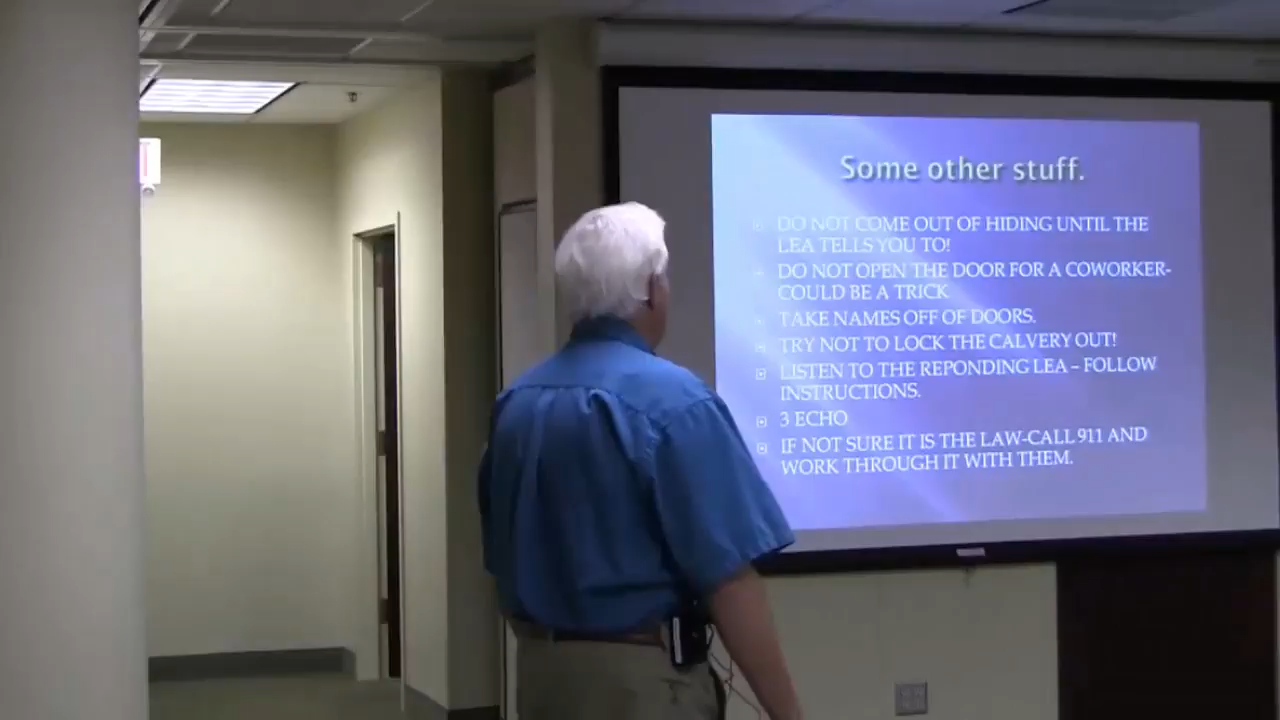 Some other stuff.
DO NOT COME OUT OF HIDING UNTIL THE
LEA TELLS YOU TO!
DO NOT OPEN THE DOOR FOR A COWORKER-
COULD BE A TRICK
TAKE NAMES OFF OF DOORS.
TRY NOT TO LOCK THE CALVERY OUT!
LISTEN TO THE REPONDING LEA – FOLLOW
INSTRUCTIONS.
3 ECHO
IF NOT SURE IT IS THE LAW-CALL 911 AND
WORK THROUGH IT WITH THEM.